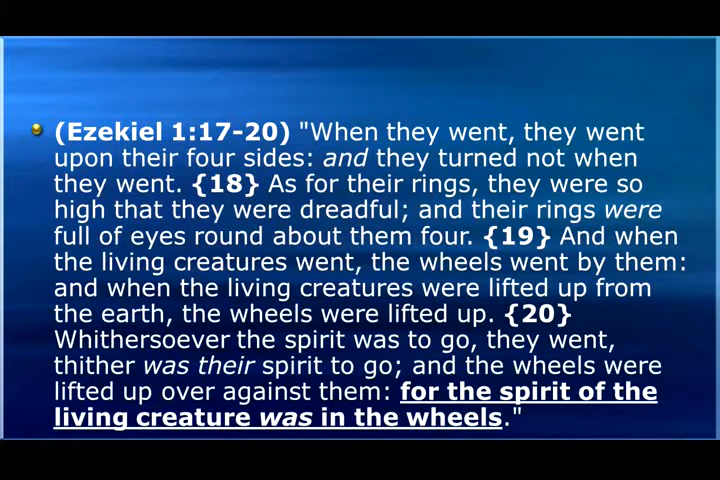 (Ezekiel 1:17-20) "When they went, they went
upon their four sides: and they turned not when
they went. {18} As for their rings, they were so
high that they were dreadful; and their rings were
full of eyes round about them four. {19} And when
the living creatures went, the wheels went by them:
and when the living creatures were lifted up from
the earth, the wheels were lifted up. {20}
Whithersoever the spirit was to go, they went,
thither was their spirit to go; and the wheels were
lifted up over against them: for the spirit of the
living creature was in the wheels."